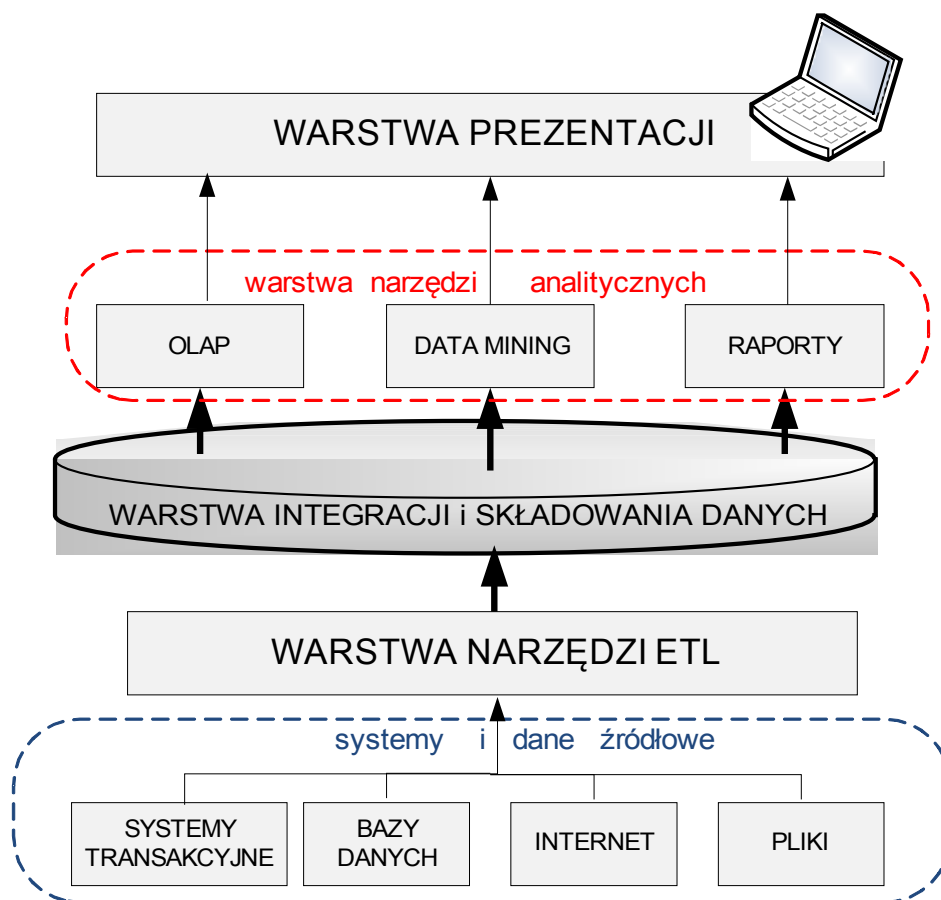 WARSTWA PREZENTACJI
warstwa narzędzi analitycznych
OLAP
DATA MINING
RAPORTY
WARSTWA INTEGRACJI i SKŁADOWANIA DANYCH
WARSTWA NARZĘDZI ETL
systemy i dane źródłowe
SYSTEMY
TRANSAKCYJNE
BAZY
DANYCH
INTERNET
PLIKI